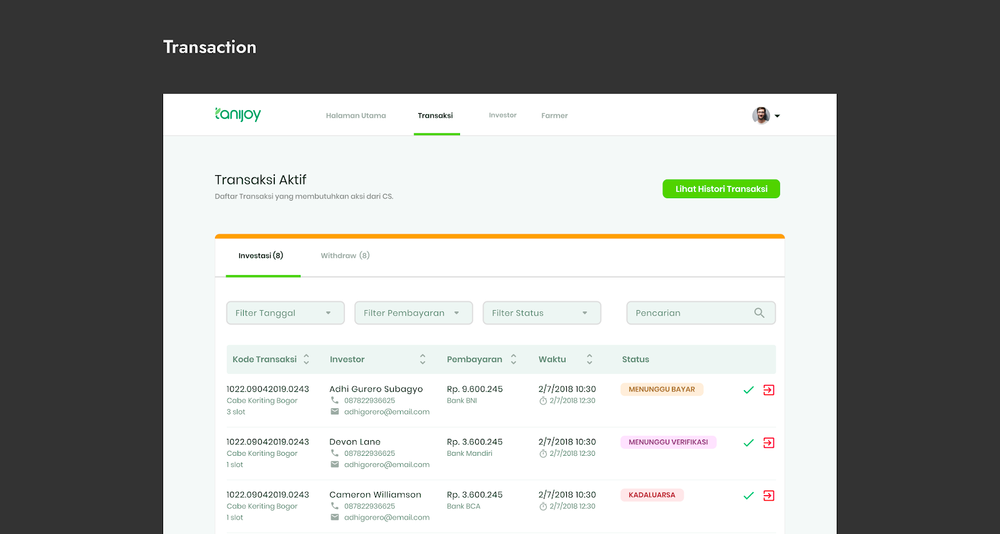 Transaction
tanijoy
Halaman Utama
Transaksi
Investor
Farmer
Transaksi Aktif
Daftar Transaksi yang membutuhkan aksi dari CS.
Lihat Histori Transaksi
Investasi (8)
Withdraw (8)
Filter Tanggal
Filter Pembayaran
Filter Status
Pencarian
Kode Transaksi
Investor
Pembayaran
Waktu
Status
1022.09042019.0243
Adhi Gurero Subagyo
Rp. 9.600.245
2/7/2018 10:30
MENUNGGU BAYAR
Cabe Keriting Bogor
087822936625
Bank BNI
2/7/2018 12:30
3 slot
adhigorero@email.com
1022.09042019.0243
Devon Lane
Rp. 3.600.245
2/7/2018 10:30
MENUNGGU VERIFIKASI
Cabe Keriting Bogor
087822936625
Bank Mandiri
2/7/2018 12:30
1 slot
adhigorero@email.com
1022.09042019.0243
Cameron Williamson
Rp. 3.600.245
2/7/2018 10:30
KADALUARSA
Cabe Keriting Bogor
087822936625
Bank BCA
2/7/2018 12:30
1 slot
adhigorero@email.com